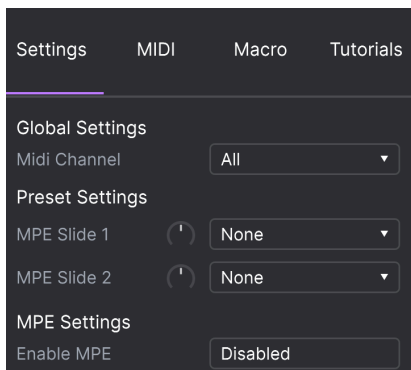 Settings MIDI Macro Tutorials
Global Settings
Midi Channel All
Preset Settings
MPE Slide 1 None
MPE Slide 2 None
MPE Settings
Enable MPE Disabled